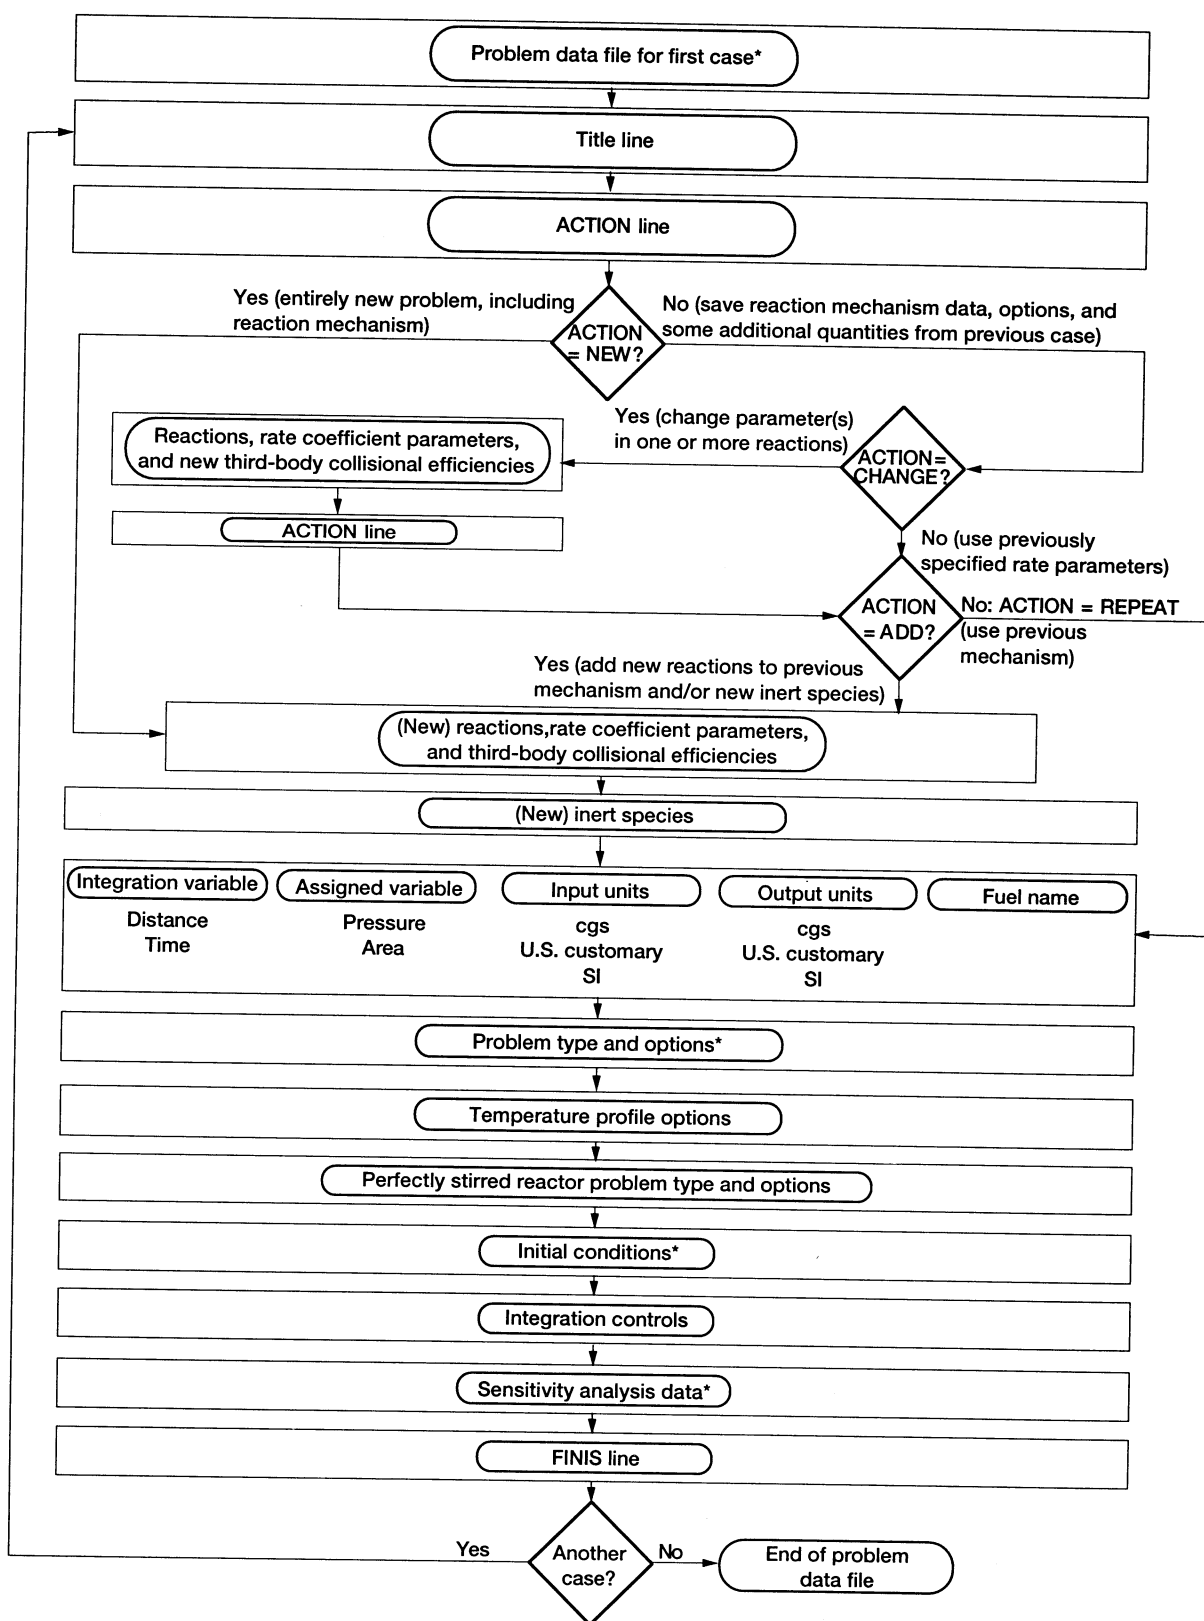 Problem data file for first case*
Title line
ACTION line
Yes (entirely new problem, including
reaction mechanism)
ACTION
= NEW?
No (save reaction mechanism data, options, and
some additional quantities from previous case)
Yes (change parameter(s)
in one or more reactions)
ACTION=
CHANGE?
Reactions, rate coefficient parameters,
and new third-body collisional efficiencies
ACTION line
No (use previously
specified rate parameters)
ACTION
= ADD?
No: ACTION = REPEAT
(use previous
mechanism)
Yes (add new reactions to previous
mechanism and/or new inert species)
(New) reactions,rate coefficient parameters,
and third-body collisional efficiencies
(New) inert species
Integration variable
Distance
Time
Assigned variable
Pressure
Area
Input units
cgs
U.S. customary
SI
Output units
cgs
U.S. customary
SI
Fuel name
Problem type and options*
Temperature profile options
Perfectly stirred reactor problem type and options
Initial conditions*
Integration controls
Sensitivity analysis data*
FINIS line
Yes
Another
case?
No
End of problem
data file